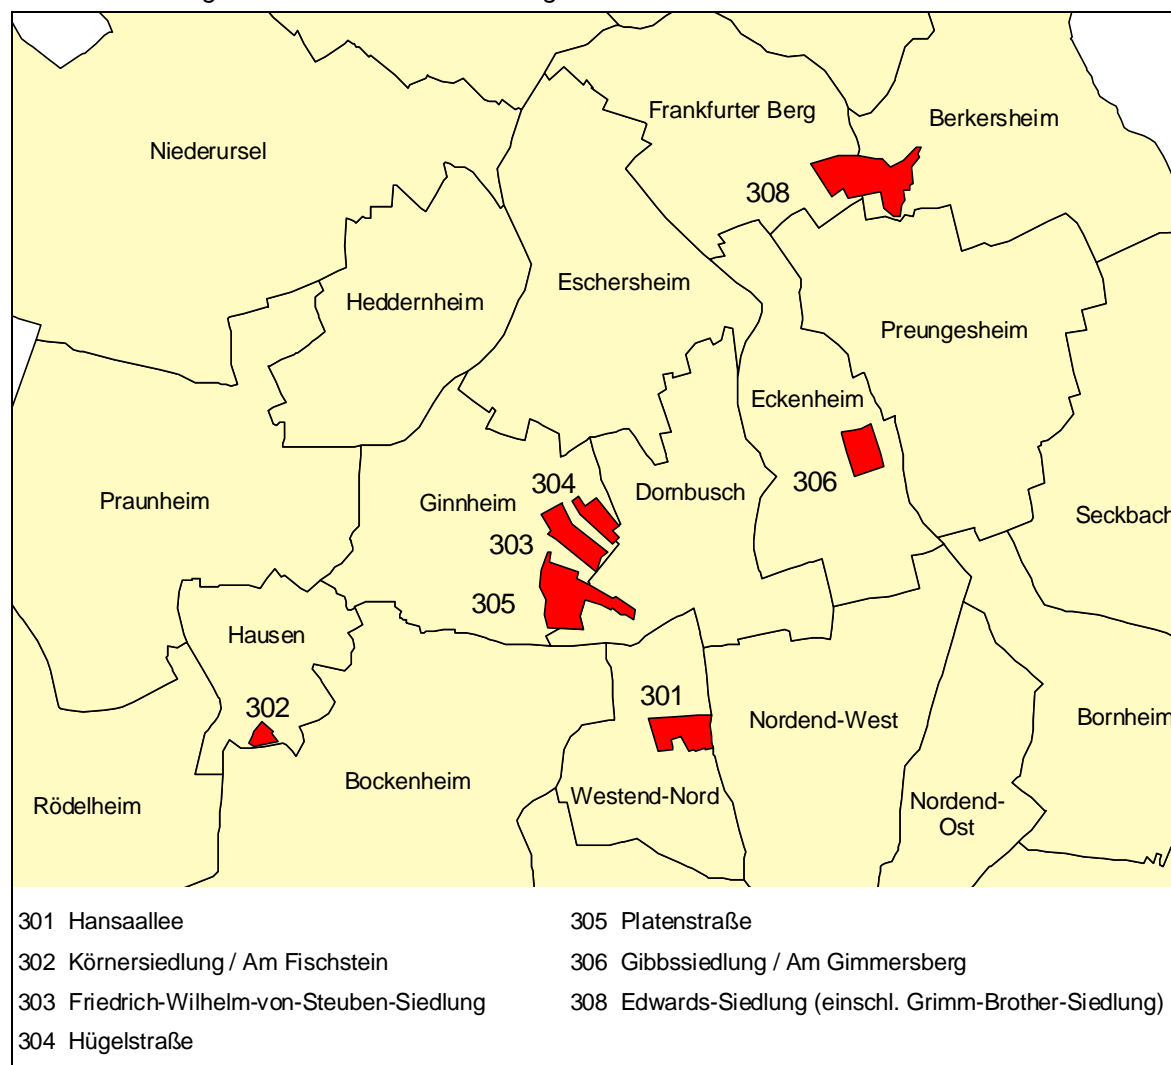 Frankfurter Berg
Berkersheim
Niederursel
308
Eschersheim
Heddernheim
Preungesheim
Eckenheim
304
306
Praunheim
Ginnheim
Dornbusch
Seckbach
303
305
Hausen
301
302
Nordend-West
Bornheim
Bockenheim
Westend-Nord
Rödelheim
Nordend-
Ost
301 Hansaallee
302 Körnersiedlung / Am Fischstein
303 Friedrich-Wilhelm-von-Steuben-Siedlung
304 Hügelstraße
305 Platenstraße
306 Gibbssiedlung / Am Gimmersberg
308 Edwards-Siedlung (einschl. Grimm-Brother-Siedlung)